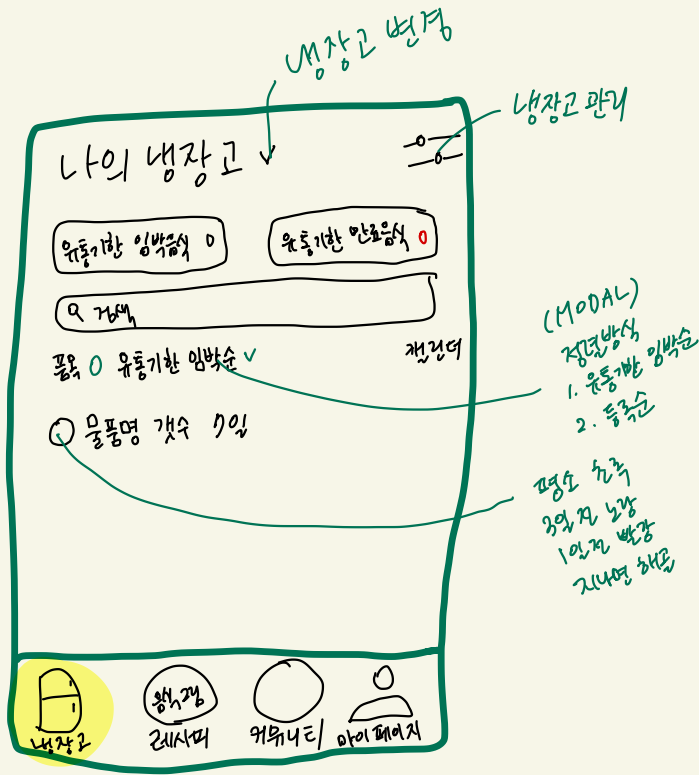 냉장고 변경
냉장고 관리
나의 냉장고
유통기한 임박음식 0
유통기한 만료음식 0
검색
품목 0 유통기한 임박순
캘린더
물품명 갯수 7일
(MODAL)
정렬방식
1. 유통기한 임박순
2. 등록순
평소 초록
3일전 노랑
1일전 빨강
지나면 해골
냉장고
음식그림
레시피
커뮤니티
마이페이지